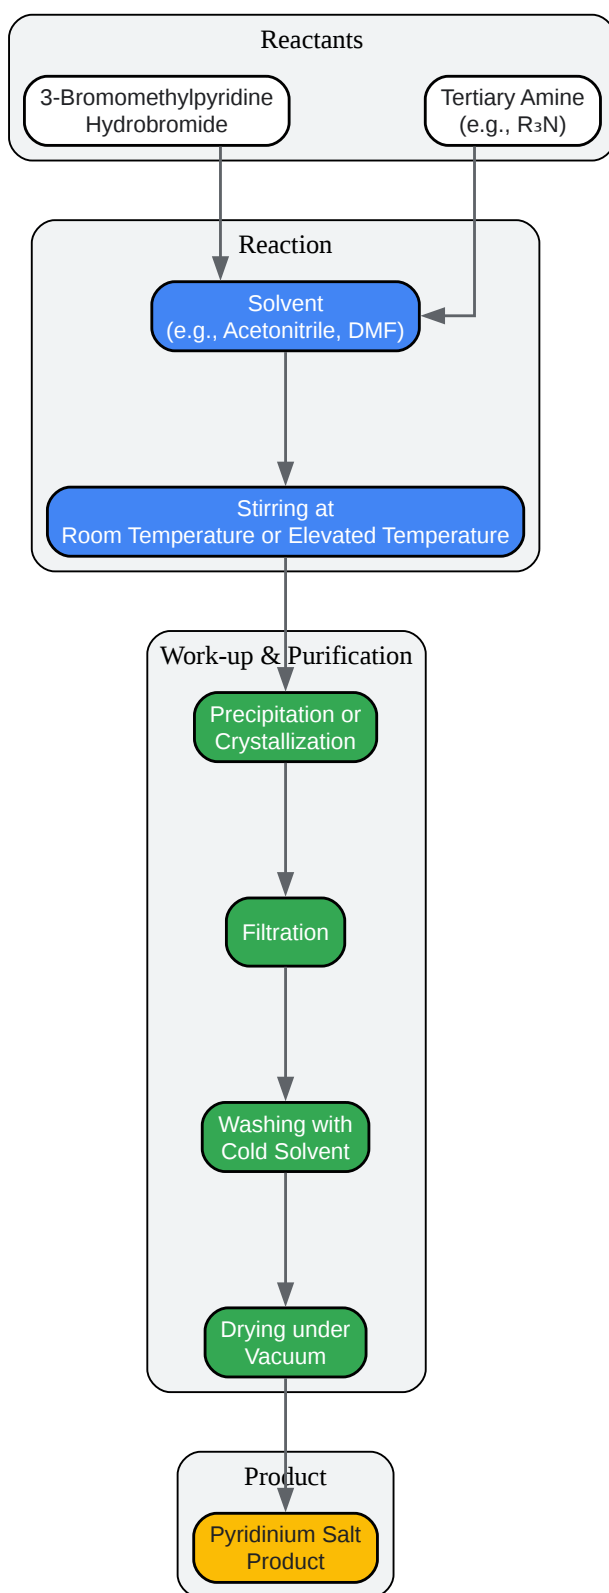 Reactants
3-Bromomethylpyridine
Hydrobromide
Tertiary Amine
(e.g., R₃N)
Reaction
Solvent
(e.g., Acetonitrile, DMF)
Stirring at
Room Temperature or Elevated Temperature
Work-up & Purification
Precipitation or
Crystallization
Filtration
Washing with
Cold Solvent
Drying under
Vacuum
Product
Pyridinium Salt
Product